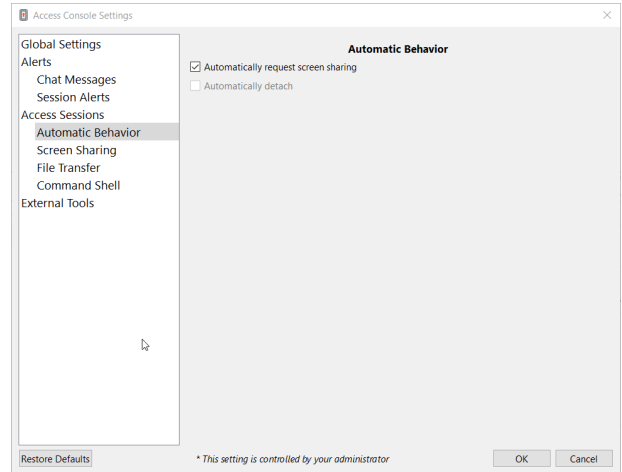 Access Console Settings
Global Settings
Alerts
Chat Messages
Session Alerts
Access Sessions
Automatic Behavior
Screen Sharing
File Transfer
Command Shell
External Tools
Automatic Behavior
Automatically request screen sharing
Automatically detach
Restore Defaults
* This setting is controlled by your administrator
OK
Cancel